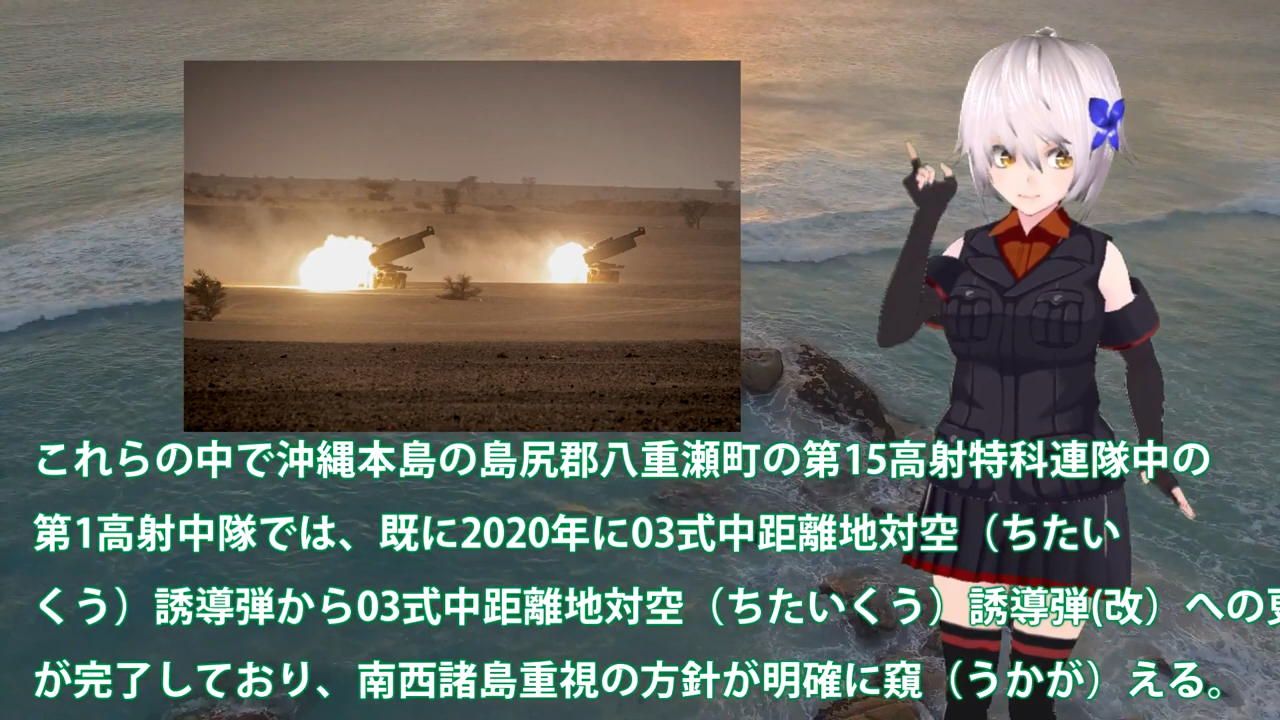 これらの中で沖縄本島の島尻郡八重瀬町の第15高射特科連隊中の
第1高射中隊では、既に2020年に03式中距離地対空（ちたい
くう）誘導弾から03式中距離地対空（ちたいくう）誘導弾(改）への
が完了しており、南西諸島重視の方針が明確に窺（うかが）える。